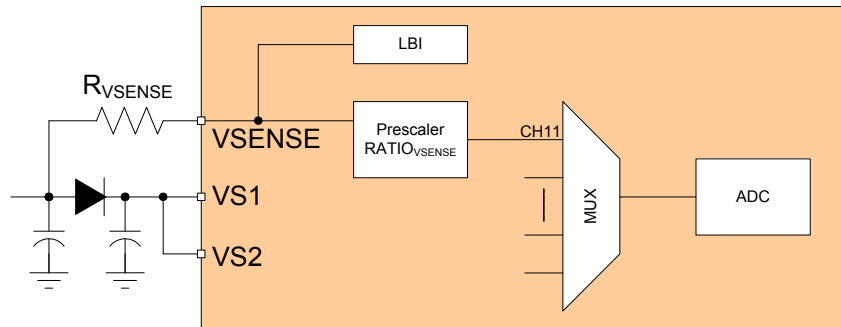 LBI
RVSENSE
VSENSE
Prescaler
RATIOVSENSE
CH11
MUX
ADC
VS1
VS2